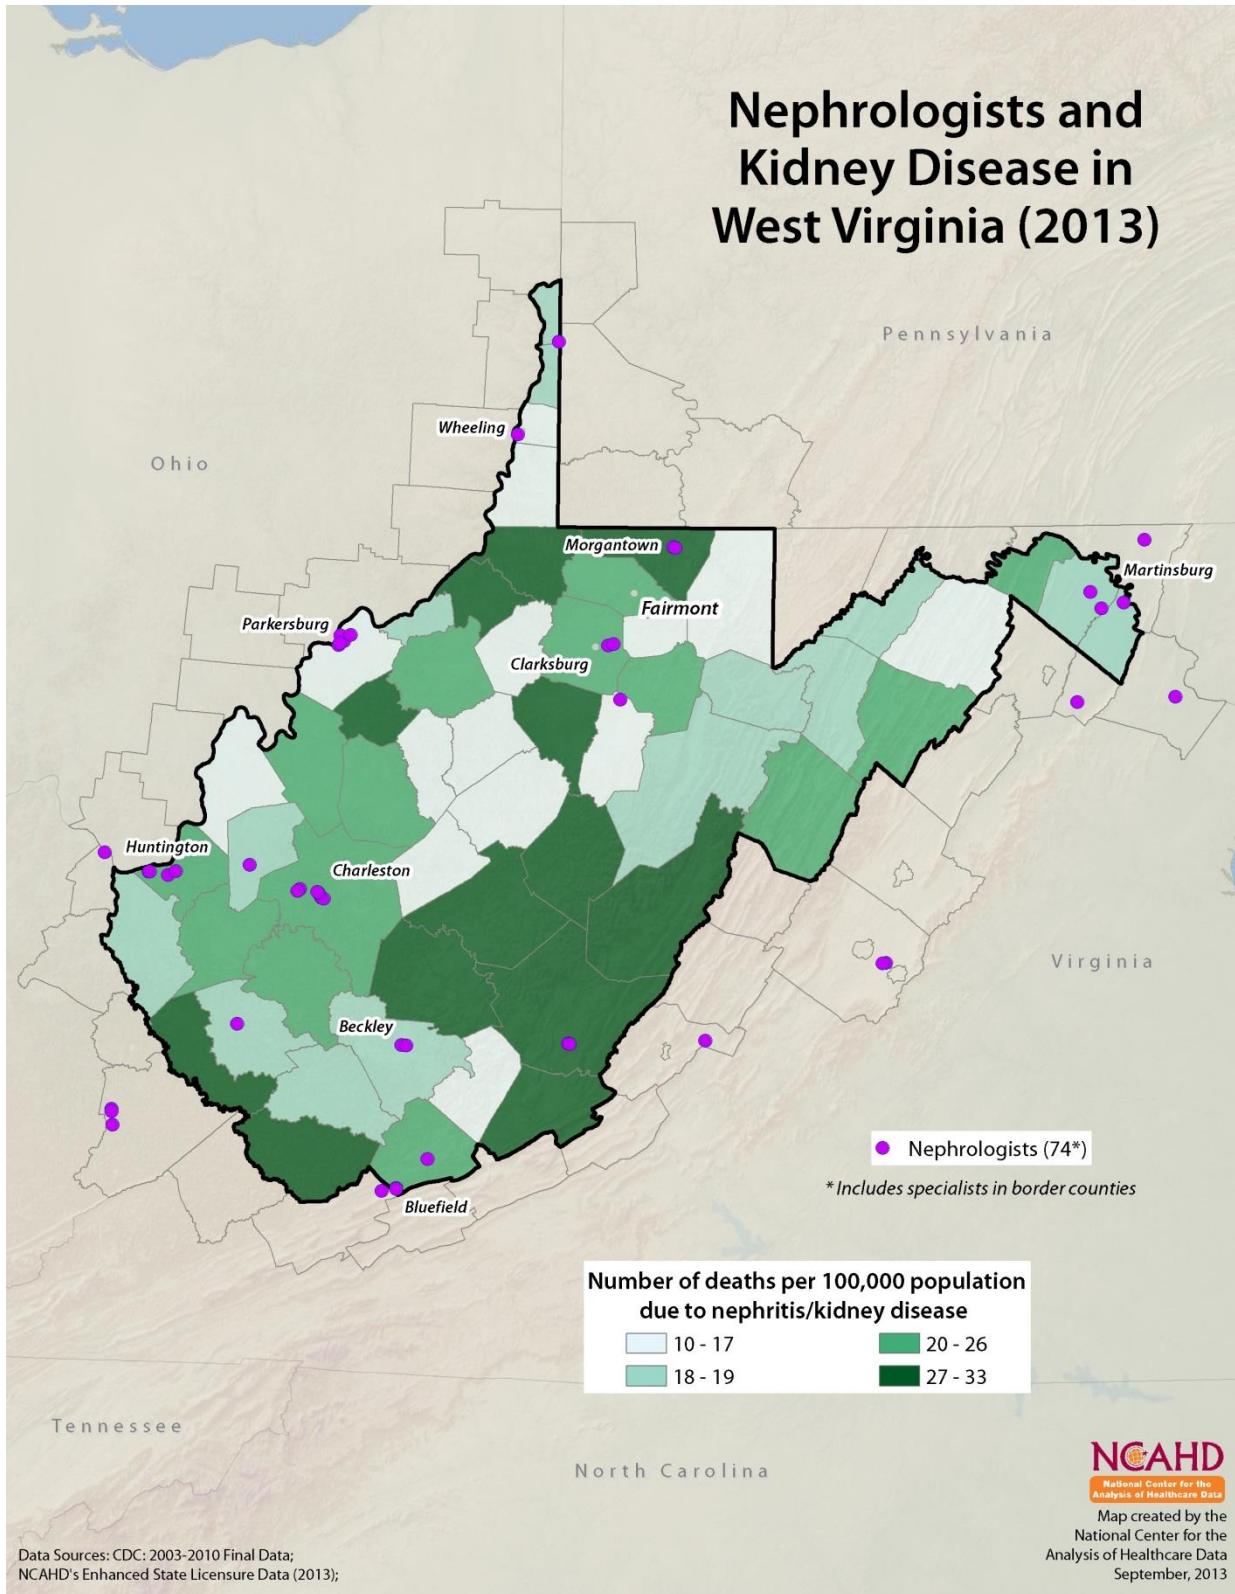 Nephrologists and
Kidney Disease in
West Virginia (2013)
Pennsylvania
Wheeling
Ohio
Morgantown
Martinsburg
Fairmont
Parkersburg
Clarksburg
Huntington
Charleston
Virginia
Beckley
Nephrologists (74*)
* Includes specialists in border counties
Bluefield
Number of deaths per 100,000 population
due to nephritis/kidney disease
10 - 17
20 - 26
18 - 19
27 - 33
Tennessee
North Carolina
NCAHD
National Center for the
Analysis of Healthcare Data
Map created by the
National Center for the
Analysis of Healthcare Data
September, 2013
Data Sources: CDC: 2003-2010 Final Data;
NCAHD's Enhanced State Licensure Data (2013);